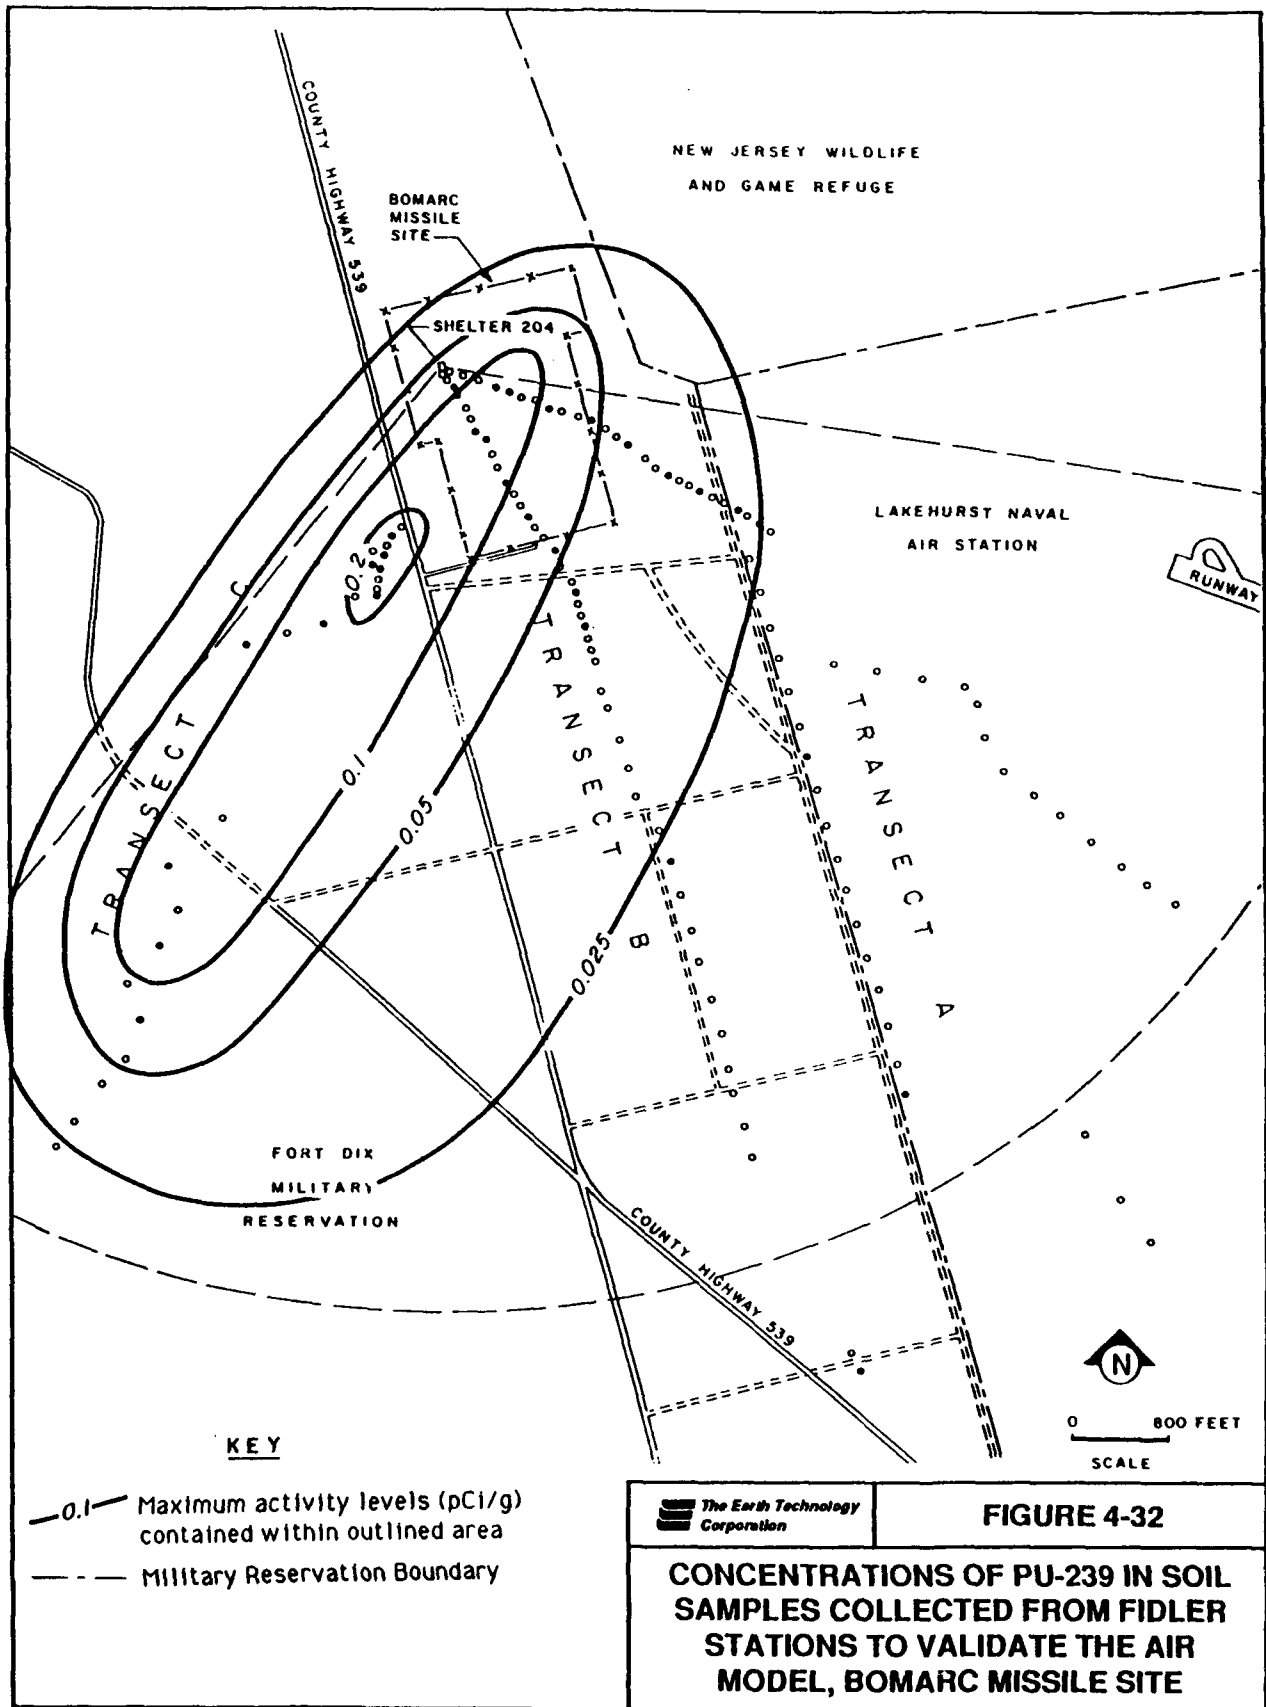 COUNTY HIGHWAY 539
NEW JERSEY WILDLIFE
AND GAME REFUGE
BOMARC
MISSILE
SITE
SHELTER 204
LAKEHURST NAVAL
AIR STATION
RUNWAY
0.2
TRANSECT C
TRANSECT B
TRANSECT A
0.1
0.05
0.025
FORT DIX
MILITARY
RESERVATION
COUNTY HIGHWAY 539
N
0 800 FEET
SCALE
KEY
0.1 Maximum activity levels (pCi/g)
contained within outlined area
Military Reservation Boundary
The Earth Technology
Corporation
FIGURE 4-32
CONCENTRATIONS OF PU-239 IN SOIL
SAMPLES COLLECTED FROM FIDLER
STATIONS TO VALIDATE THE AIR
MODEL, BOMARC MISSILE SITE